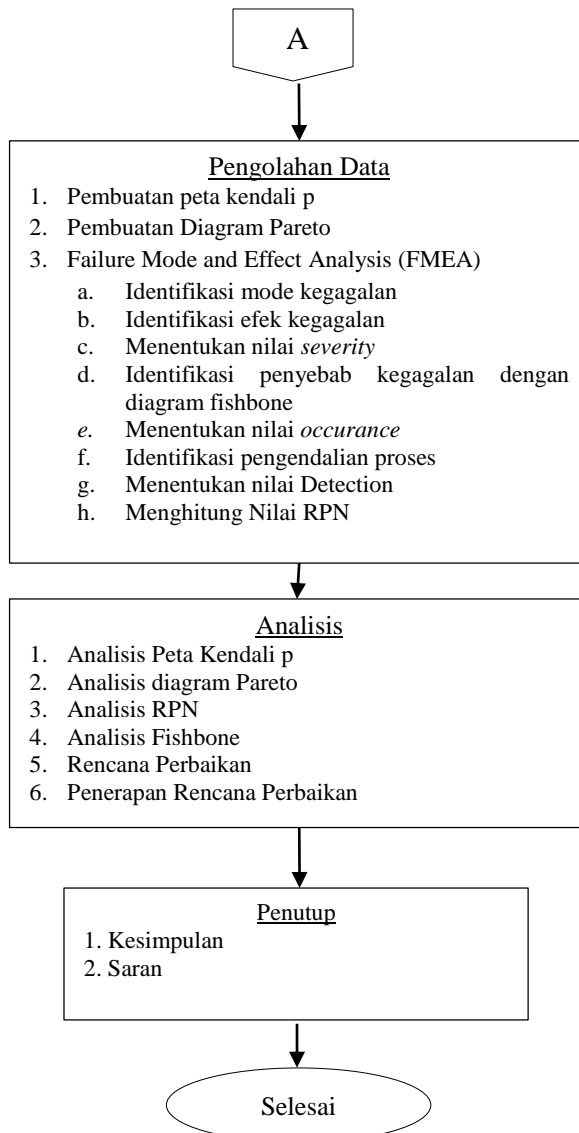 A
Pengolahan Data
1. Pembuatan peta kendali p
2. Pembuatan Diagram Pareto
3. Failure Mode and Effect Analysis (FMEA)
a. Identifikasi mode kegagalan
b. Identifikasi efek kegagalan
c. Menentukan nilai severity
d. Identifikasi penyebab kegagalan dengan
diagram fishbone
e. Menentukan nilai occurance
f. Identifikasi pengendalian proses
g. Menentukan nilai Detection
h. Menghitung Nilai RPN
Analisis
1. Analisis Peta Kendali p
2. Analisis diagram Pareto
3. Analisis RPN
4. Analisis Fishbone
5. Rencana Perbaikan
6. Penerapan Rencana Perbaikan
Penutup
1. Kesimpulan
2. Saran
Selesai